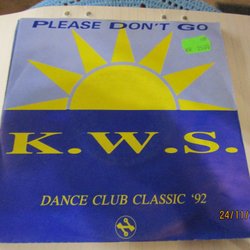 PLEASE DON'T GO
K.W.S.
DANCE CLUB CLASSIC '92